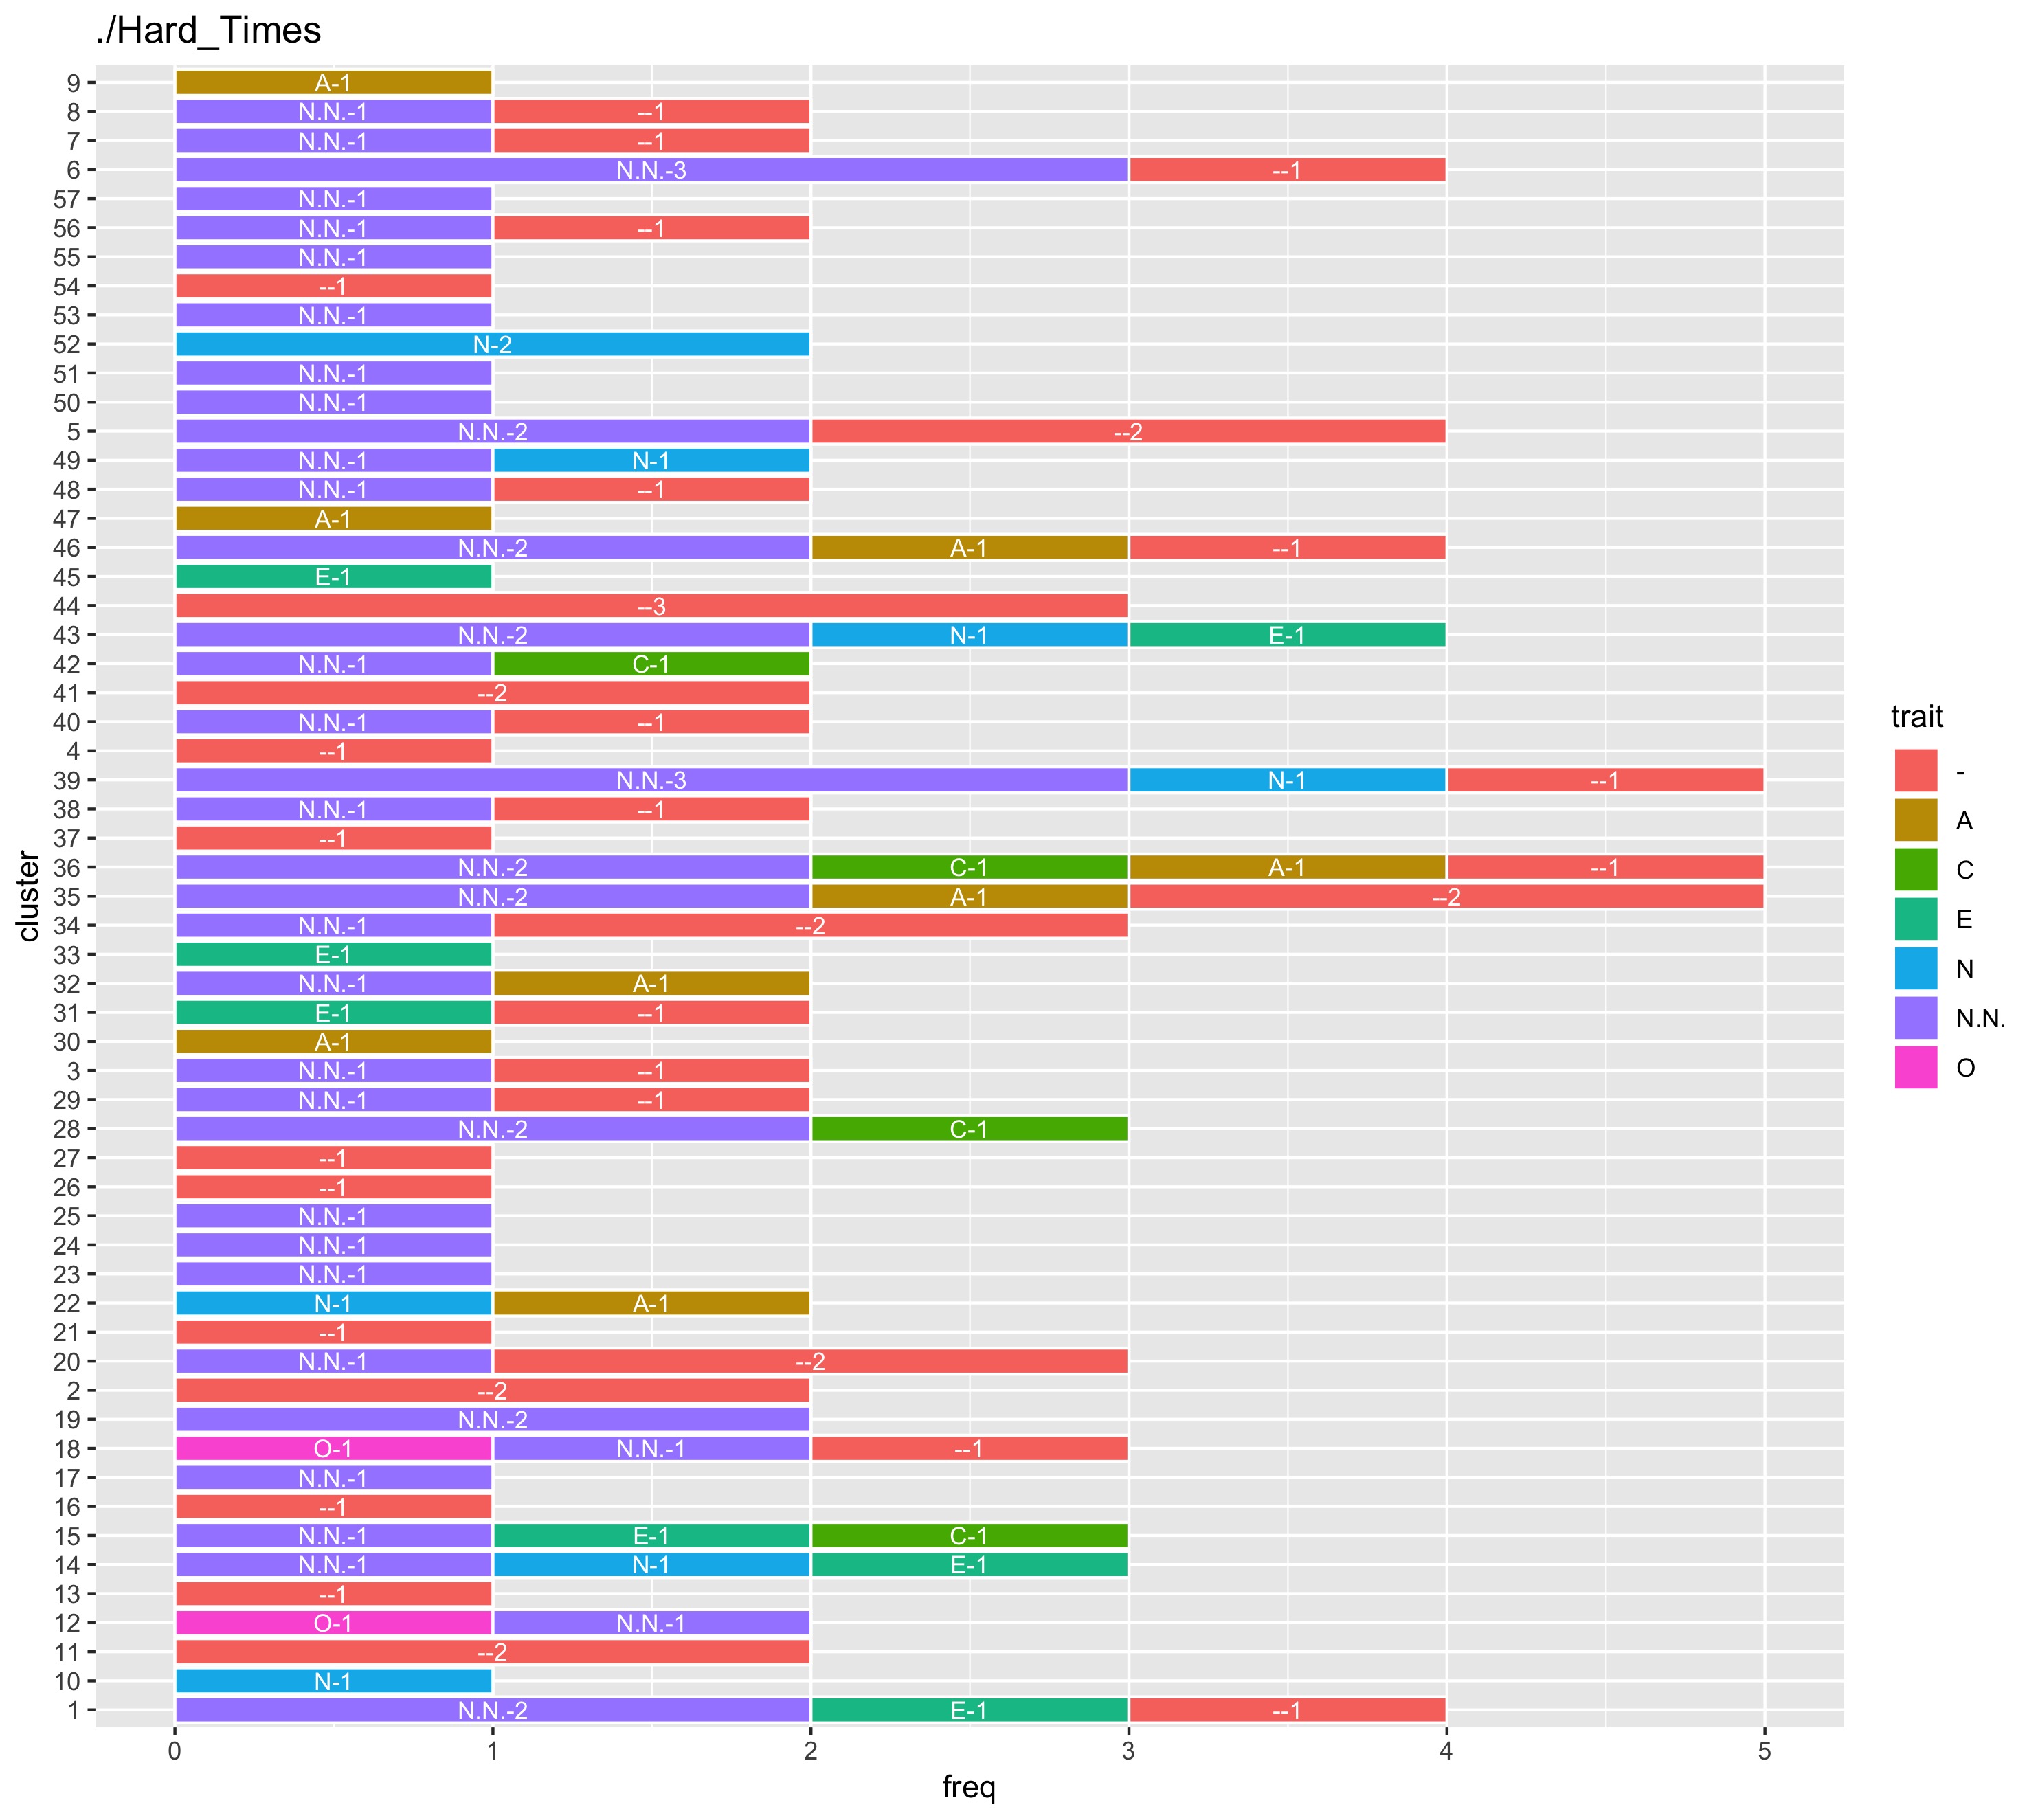 ./Hard_Times
9 A-1
8 N.N.-1 --1
7 N.N.-1 --1
6 N.N.-3 --1
57 N.N.-1
56 N.N.-1 --1
55 N.N.-1
54 --1
53 N.N.-1
52 N-2
51 N.N.-1
50 N.N.-1
5 N.N.-2 --2
49 N.N.-1 N-1
48 N.N.-1 --1
47 A-1
46 N.N.-2 A-1 --1
45 E-1
44 --3
43 N.N.-2 N-1 E-1
42 N.N.-1 C-1
41 --2
40 N.N.-1 --1
4 --1
39 N.N.-3 N-1 --1
38 N.N.-1 --1
37 --1
36 N.N.-2 C-1 A-1 --1
35 N.N.-2 A-1 --2
34 N.N.-1 --2
33 E-1
32 N.N.-1 A-1
31 E-1 --1
30 A-1
3 N.N.-1 --1
29 N.N.-1 --1
28 N.N.-2 C-1
27 --1
26 --1
25 N.N.-1
24 N.N.-1
23 N.N.-1
22 N-1 A-1
21 --1
20 N.N.-1 --2
2 --2
19 N.N.-2
18 O-1 N.N.-1 --1
17 N.N.-1
16 --1
15 N.N.-1 E-1 C-1
14 N.N.-1 N-1 E-1
13 --1
12 O-1 N.N.-1
11 --2
10 N-1
1 N.N.-2 E-1 --1
0 1 2 3 4 5
freq
cluster
trait
-
A
C
E
N
N.N.
O